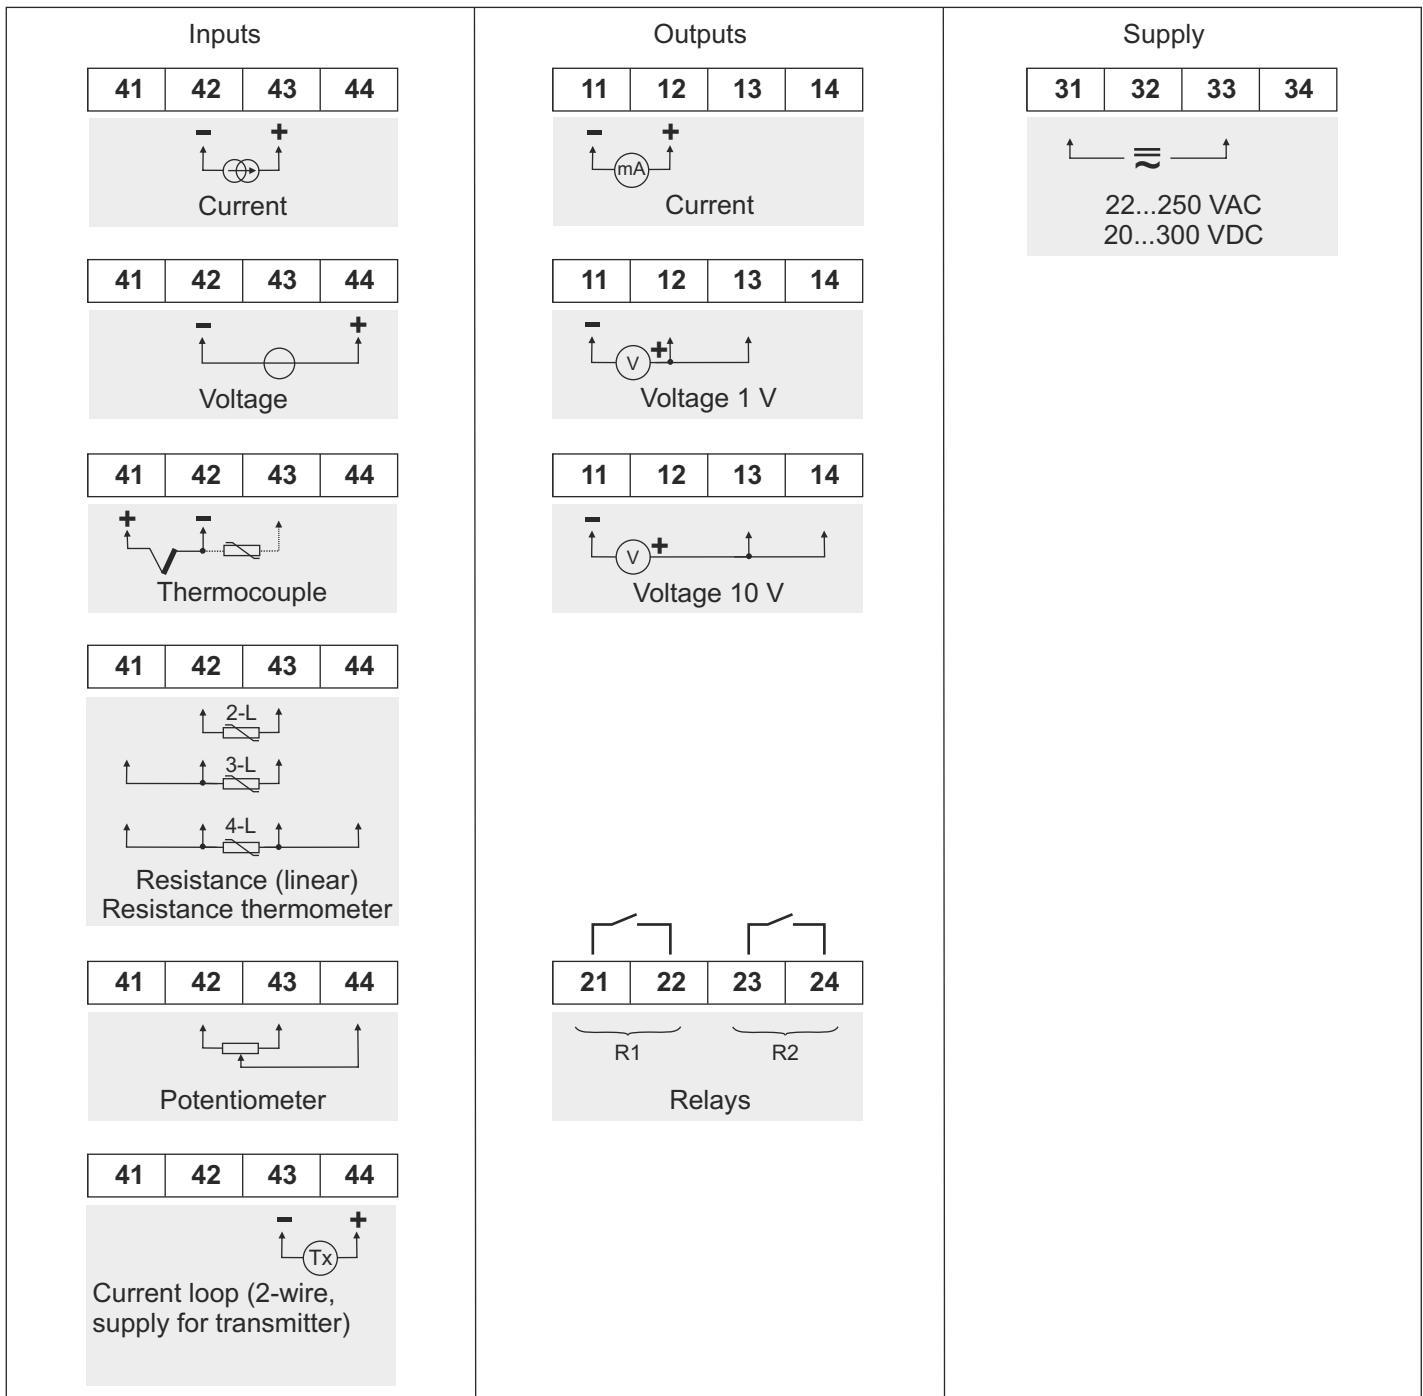 Inputs
41 42 43 44
- +
Current
41 42 43 44
- +
Voltage
41 42 43 44
+ -
Thermocouple
41 42 43 44
2-L
3-L
4-L
Resistance (linear)
Resistance thermometer
41 42 43 44
Potentiometer
41 42 43 44
- +
Tx
Current loop (2-wire,
supply for transmitter)
Outputs
11 12 13 14
- +
mA
Current
11 12 13 14
- +
V
Voltage 1 V
11 12 13 14
- +
V
Voltage 10 V
21 22 23 24
R1 R2
Relays
Supply
31 32 33 34
22...250 VAC
20...300 VDC